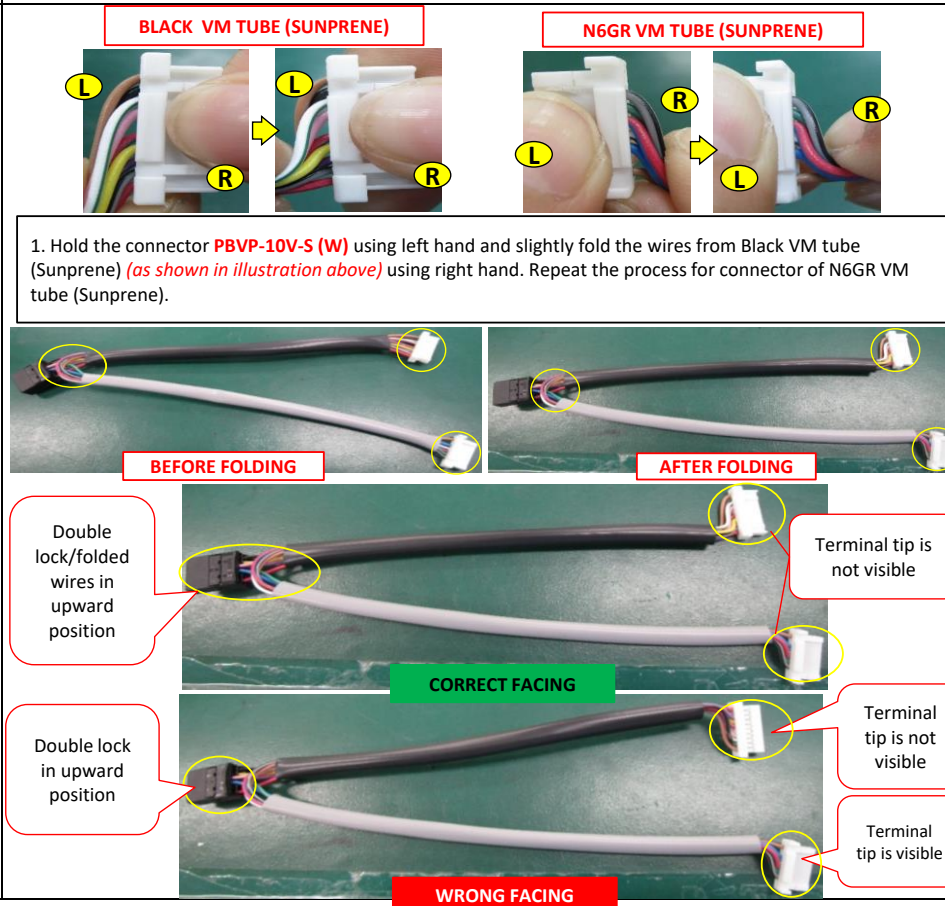 BLACK VM TUBE (SUNPRENE)
N6GR VM TUBE (SUNPRENE)
L
L
R
R
R
R
L
L
1. Hold the connector PBVP-10V-S (W) using left hand and slightly fold the wires from Black VM tube
(Sunprene) (as shown in illustration above) using right hand. Repeat the process for connector of N6GR VM
tube (Sunprene).
BEFORE FOLDING
AFTER FOLDING
Double
lock/folded
wires in
upward
position
Terminal tip is
not visible
CORRECT FACING
Double lock
in upward
position
Terminal
tip is not
visible
Terminal
tip is visible
WRONG FACING